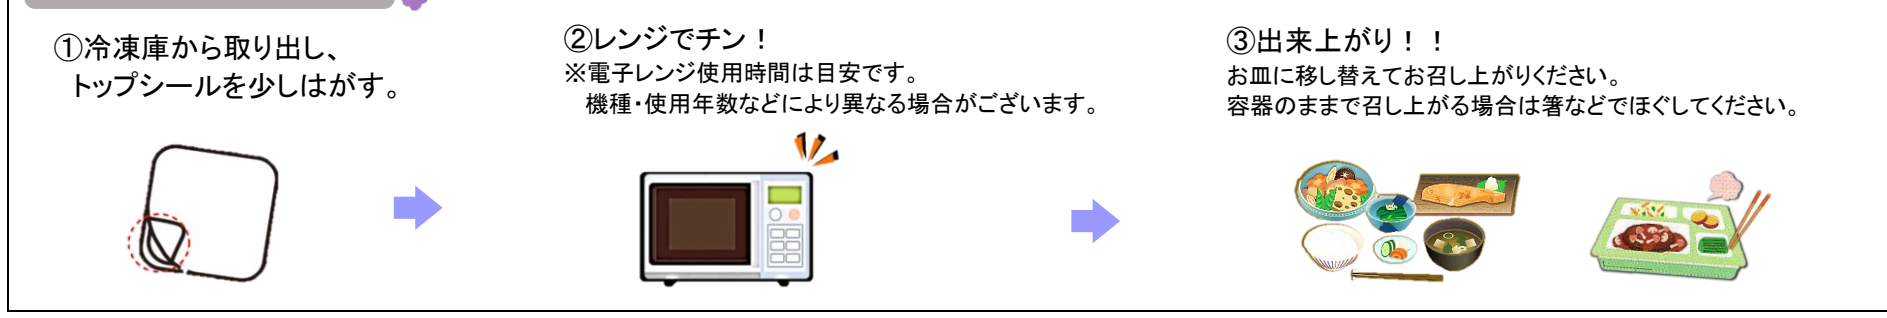 ①冷凍庫から取り出し、
トップシールを少しはがす。
②レンジでチン！
※電子レンジ使用時間は目安です。
機種・使用年数などにより異なる場合がございます。
③出来上がり！！
お皿に移し替えてお召し上がりください。
容器のままで召し上がる場合は箸などでほぐしてください。